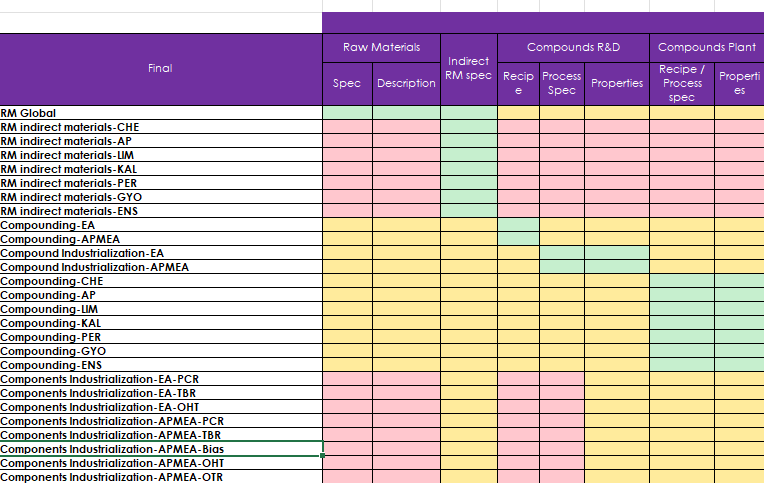 Final
Raw Materials
Indirect
RM spec
Compounds R&D
Compounds Plant
Spec
Description
Recip
e
Process
Spec
Properties
Recipe /
Process
spec
Properti
es
RM Global
RM indirect materials-CHE
RM indirect materials-AP
RM indirect materials-LIM
RM indirect materials-KAL
RM indirect materials-PER
RM indirect materials-GYO
RM indirect materials-ENS
Compounding-EA
Compounding-APMEA
Compound Industrialization-EA
Compound Industrialization-APMEA
Compounding-CHE
Compounding-AP
Compounding-LIM
Compounding-KAL
Compounding-PER
Compounding-GYO
Compounding-ENS
Components Industrialization-EA-PCR
Components Industrialization-EA-TBR
Components Industrialization-EA-OHT
Components Industrialization-APMEA-PCR
Components Industrialization-APMEA-TBR
Components Industrialization-APMEA-Bias
Components Industrialization-APMEA-OHT
Components Industrialization-APMEA-OTR